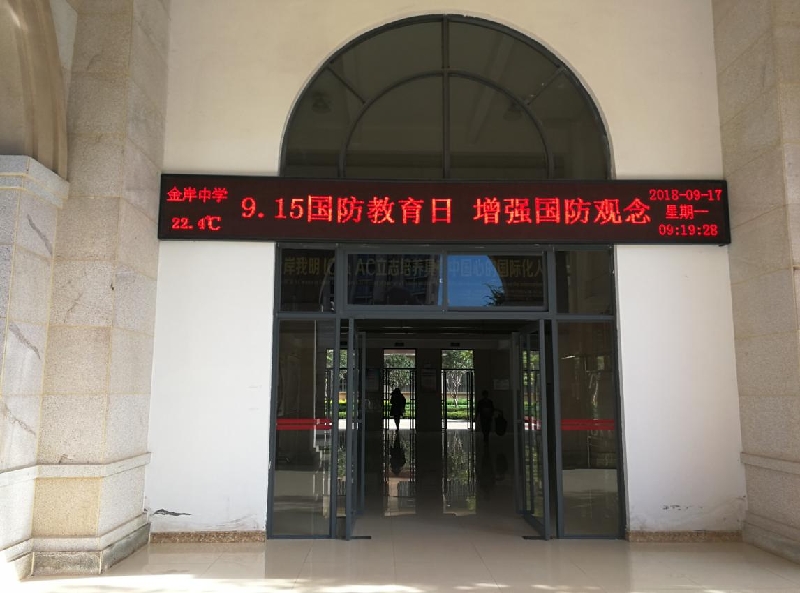 金岸中学
22.4℃
9.15国防教育日 增强国防观念
2018-09-17
星期一
09:19:28